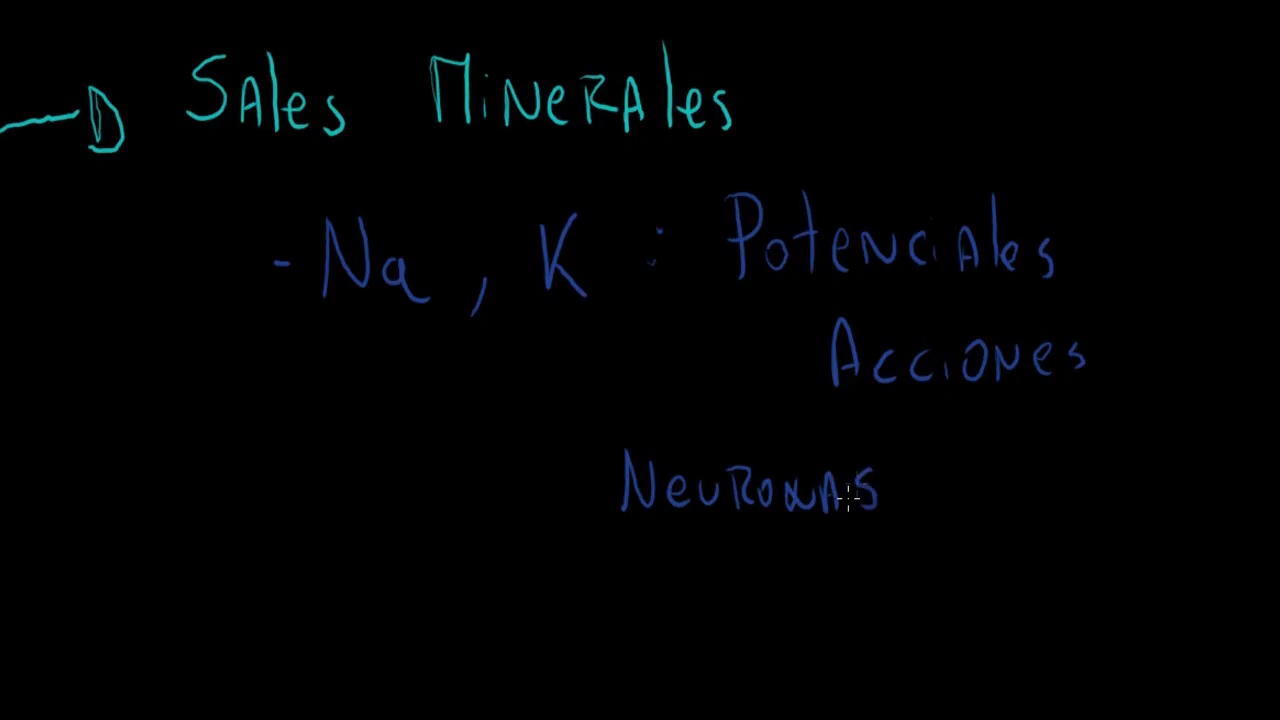 Sales Minerales
- Na, K : Potenciales
Acciones
Neuronas